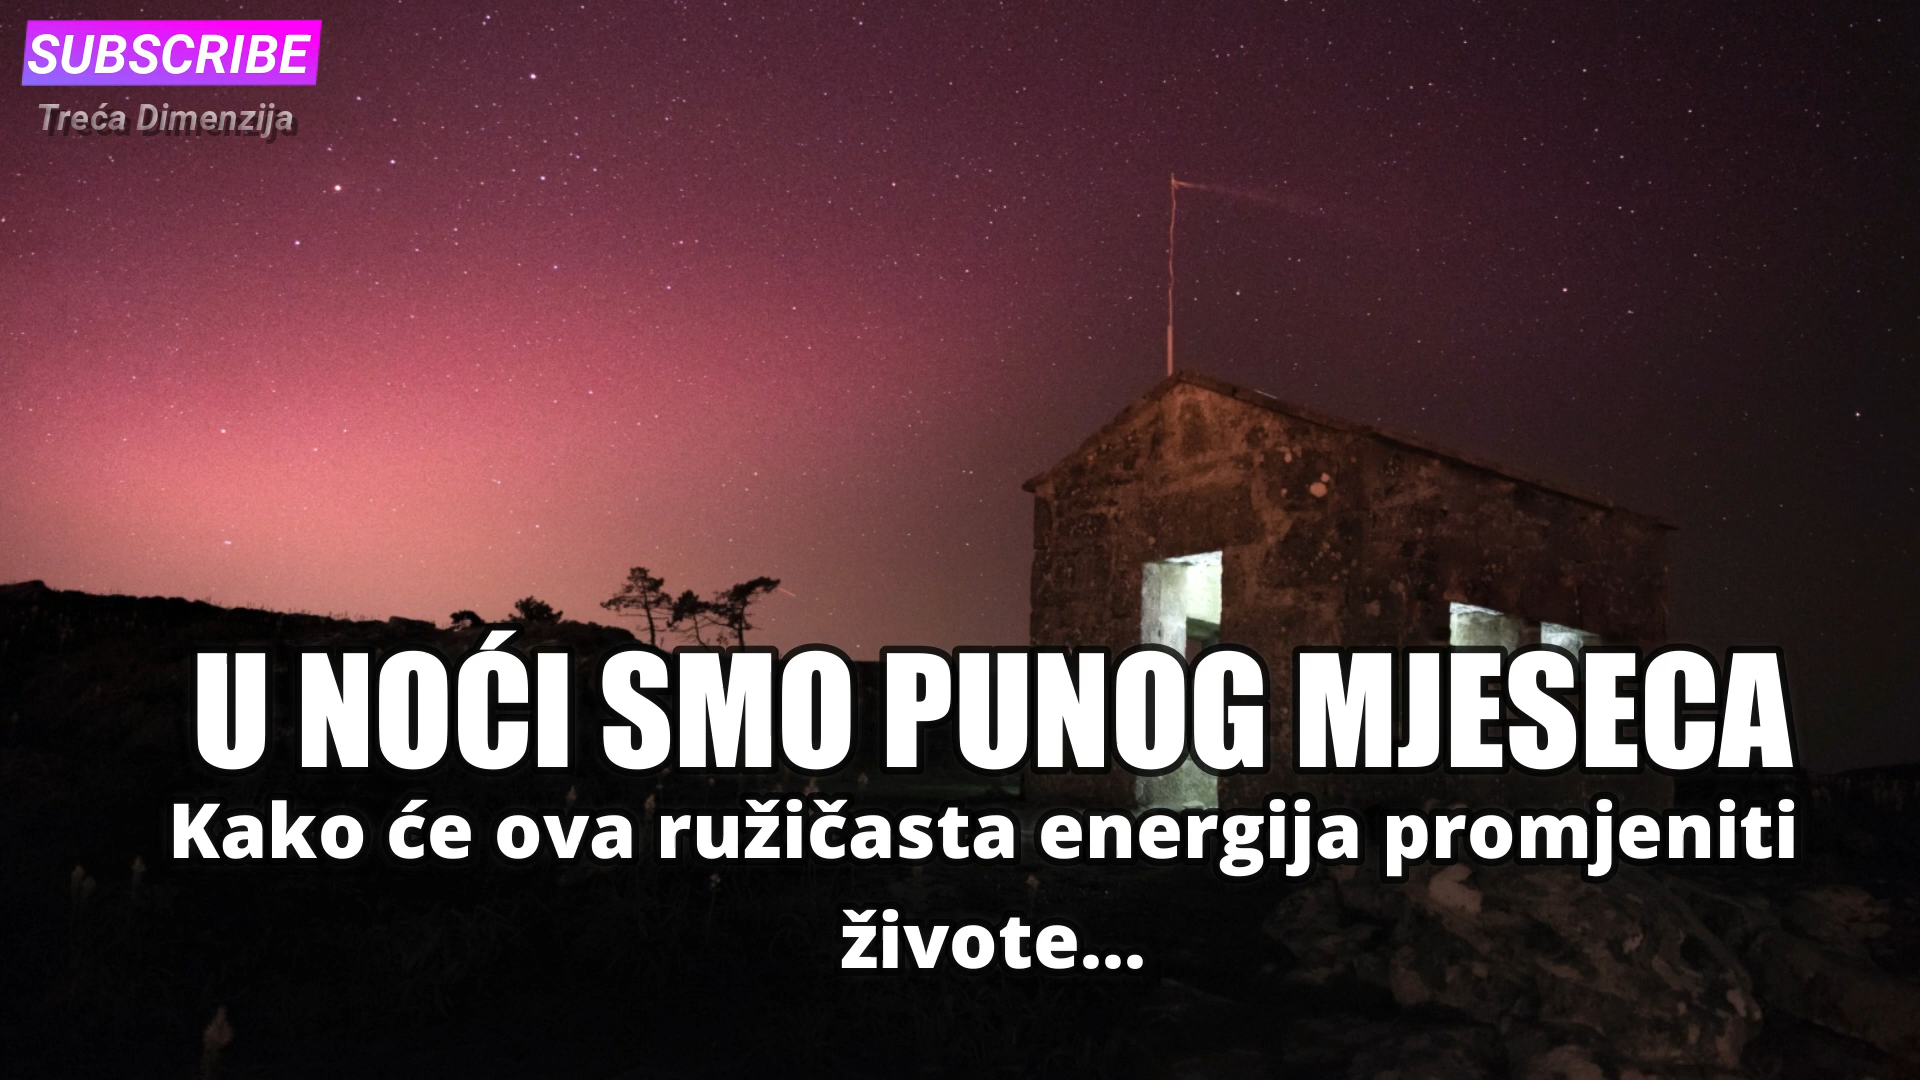 SUBSCRIBE
Treća Dimenzija
U NOĆI SMO PUNOG MJESECA
Kako će ova ružičasta energija promjeniti
živote...